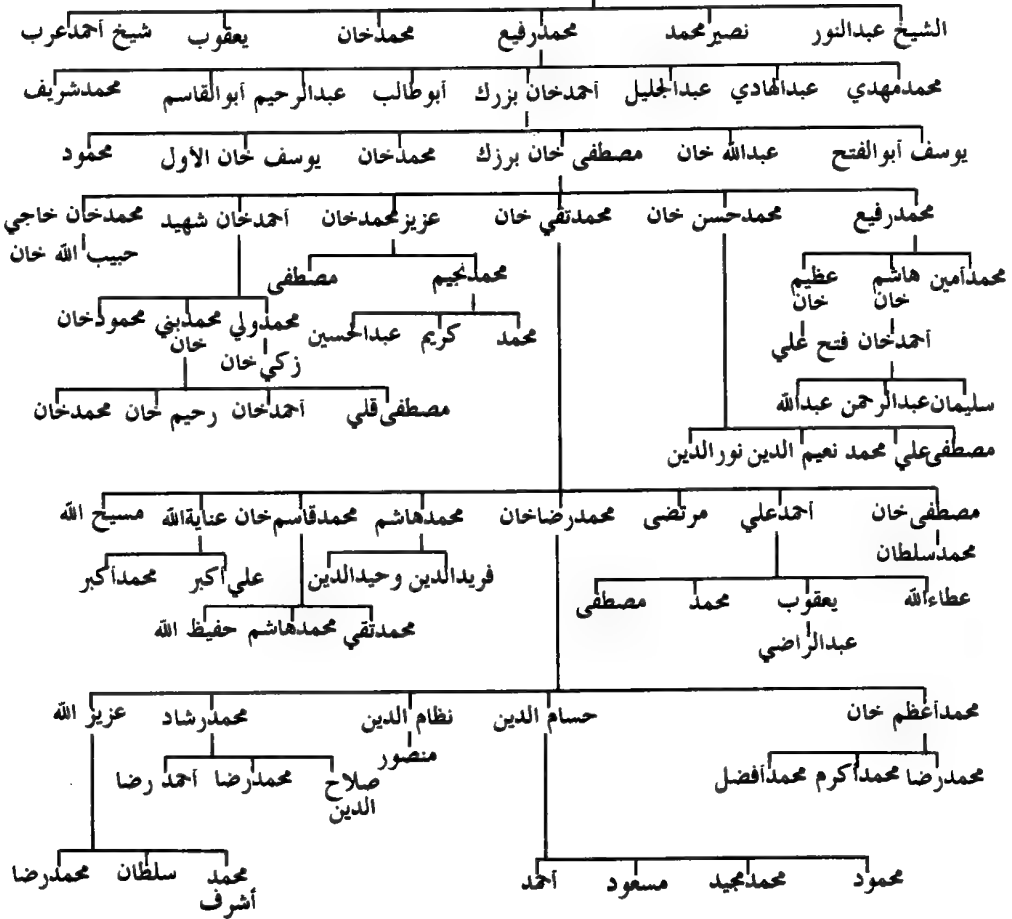 الشيخ عبدالنور نصيرمحمد محمدرفيع محمدخان يعقوب شيخ أحمدعرب
محمدمهدي عبدالهادي عبدالجليل أحمدخان بزرك أبوطالب عبدالرحيم أبوالقاسم محمدشريف
يوسف أبوالفتح عبدالله خان مصطفى خان برزك محمدخان يوسف خان الأول محمود
محمدرفيع محمدحسن خان محمدتقي خان عزيزمحمدخان أحمدخان شهيد محمدخان خاجي
حبيب الله خان
محمدأمين هاشم عظيم محمدنجيم مصطفى
خان خان
محمدولي محمدبني محمودخان
خان
محمد كريم عبدالحسين
أحمدخان فتح علي
زكي خان
سليمان عبدالرحمن عبدالله
مصطفى قلي أحمدخان رحيم خان محمدخان
مصطفى علي محمد نعيم الدين نورالدين
مصطفى خان أحمدعلي مرتضى محمدرضاخان محمدهاشم محمدقاسم خان عناية الله مسيح الله
محمدسلطان
فريدالدين وحيدالدين علي أكبر محمدأكبر
عطاءالله يعقوب محمد مصطفى
محمدتقي محمدهاشم حفيظ الله
عبدالراضي
محمدأعظم خان حسام الدين نظام الدين محمدرشاد عزيز الله
منصور
محمدرضا محمدأكرم محمدأفضل
صلاح محمدرضا أحمد رضا
الدين
محمود محمدمجيد مسعود أحمد
محمد سلطان محمدرضا
أشرف